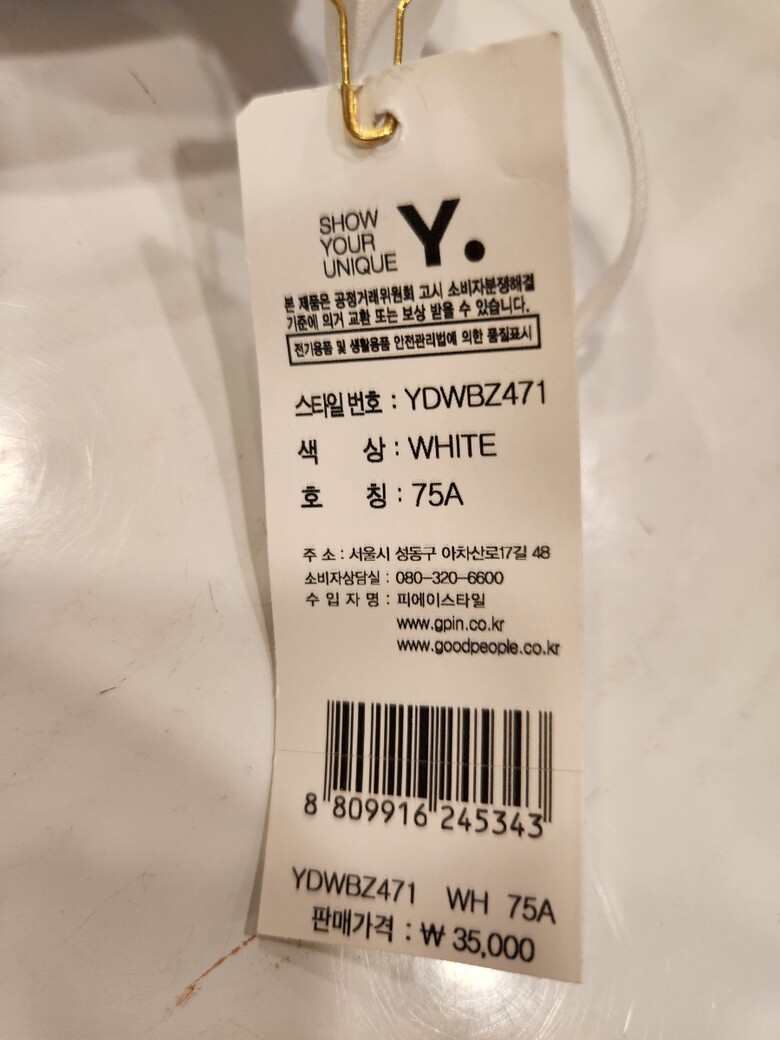 SHOW
YOUR
UNIQUE
Y.
본 제품은 공정거래위원회 고시 소비자분쟁해결
기준에 의거 교환 또는 보상 받을 수 있습니다.
전기용품 및 생활용품 안전관리법에 의한 품질표시
스타일번호 : YDWBZ471
색 상 : WHITE
호 칭 : 75A
주 소 : 서울시 성동구 아차산로17길 48
소비자상담실 : 080-320-6600
수 입 자 명 : 피에이스타일
www.gpin.co.kr
www.goodpeople.co.kr
8 809916 245343
YDWBZ471 WH 75A
판매가격 : ₩ 35,000